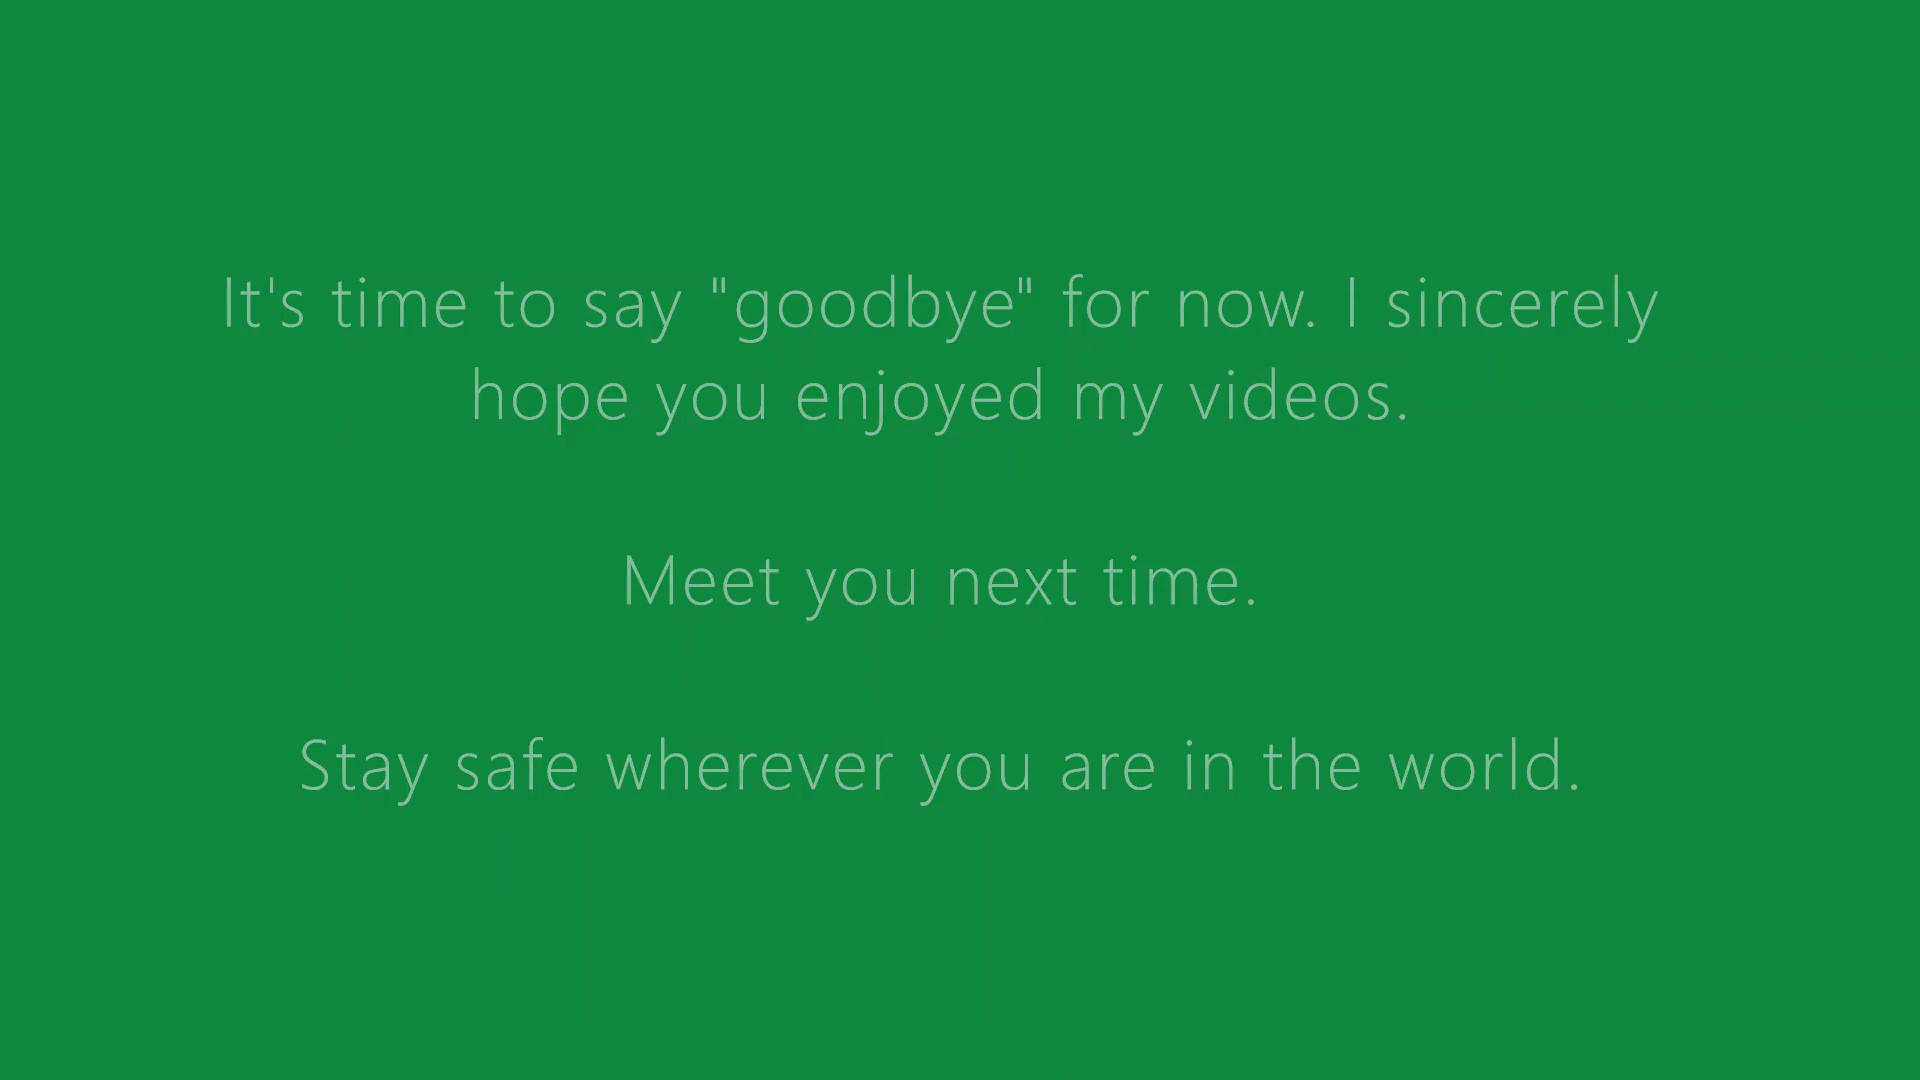 It's time to say "goodbye" for now. I sincerely
hope you enjoyed my videos.
Meet you next time.
Stay safe wherever you are in the world.